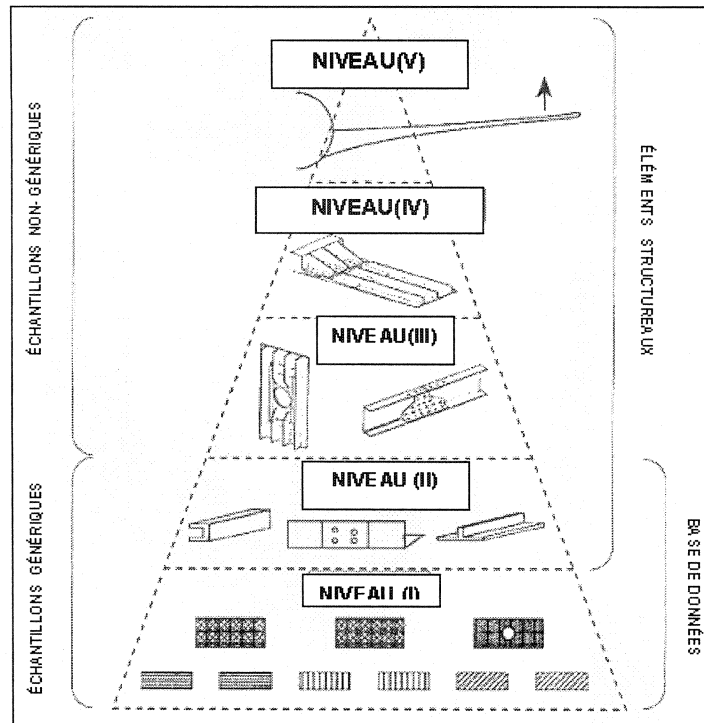 NIVEAU(V)
NIVEAU(IV)
NIVEAU(III)
NIVEAU (II)
NIVEAU (I)
ÉCHANTILLONS NON-GÉNÉRIQUES
ÉCHANTILLONS GÉNÉRIQUES
ÉLÉMENTS STRUCTUREAUX
BASE DE DONNÉES